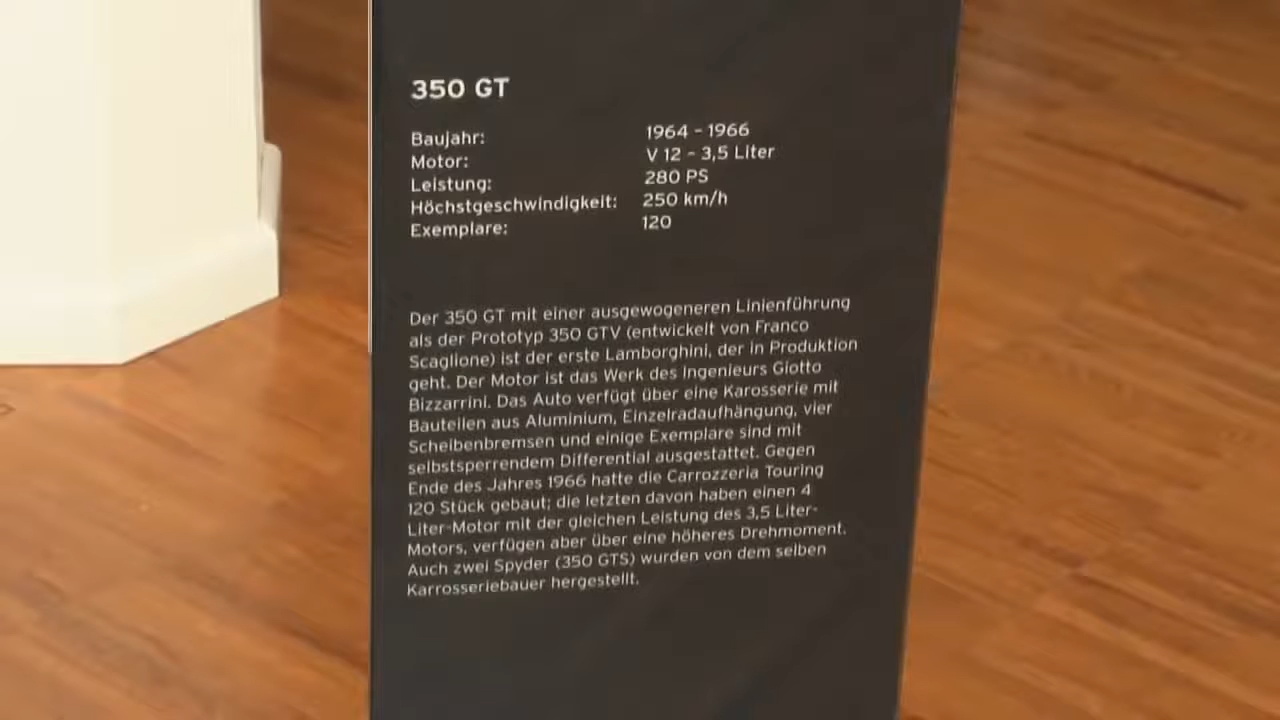 350 GT
Baujahr: 1964 - 1966
Motor: V 12 - 3,5 Liter
Leistung: 280 PS
Höchstgeschwindigkeit: 250 km/h
Exemplare: 120
Der 350 GT mit einer ausgewogeneren Linienführung
als der Prototyp 350 GTV (entwickelt von Franco
Scaglione) ist der erste Lamborghini, der in Produktion
geht. Der Motor ist das Werk des Ingenieurs Giotto
Bizzarrini. Das Auto verfügt über eine Karosserie mit
Bauteilen aus Aluminium, Einzelradaufhängung, vier
Scheibenbremsen und einige Exemplare sind mit
selbstsperrendem Differential ausgestattet. Gegen
Ende des Jahres 1966 hatte die Carrozzeria Touring
120 Stück gebaut; die letzten davon haben einen 4
Liter-Motor mit der gleichen Leistung des 3,5 Liter-
Motors, verfügen aber über eine höheres Drehmoment.
Auch zwei Spyder (350 GTS) wurden von dem selben
Karrosseriebauer hergestellt.